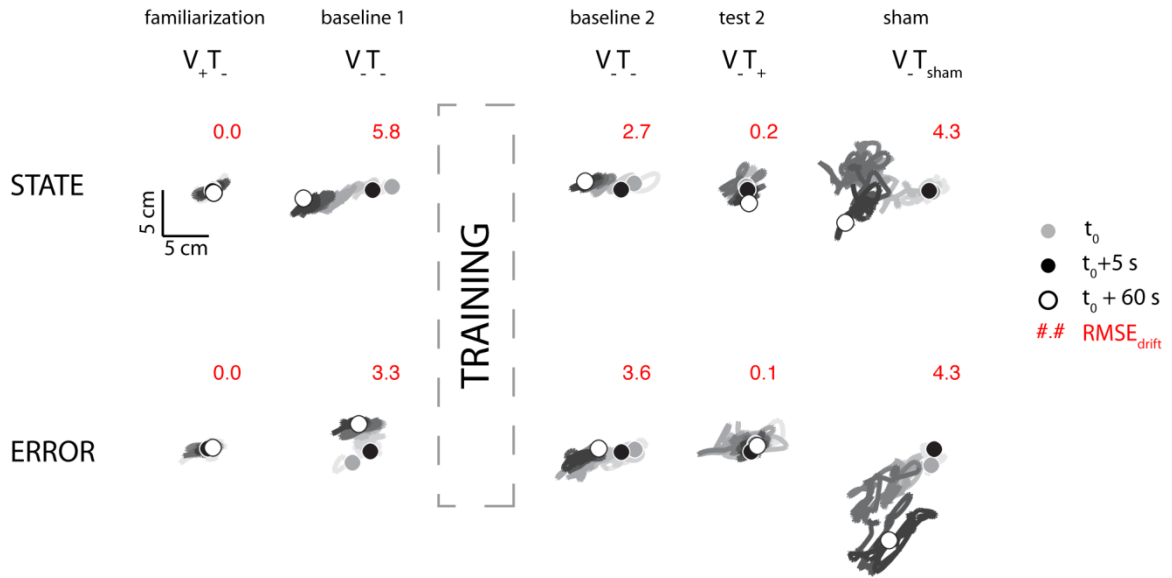 familiarization baseline 1 baseline 2 test 2 sham
V+T- V-T- V-T- V-T+ V-Tsham
0.0 5.8 2.7 0.2 4.3
STATE
5 cm
5 cm
TRAINING
t0
t0+5 s
t0 + 60 s
#.# RMSEdrift
0.0 3.3 3.6 0.1 4.3
ERROR